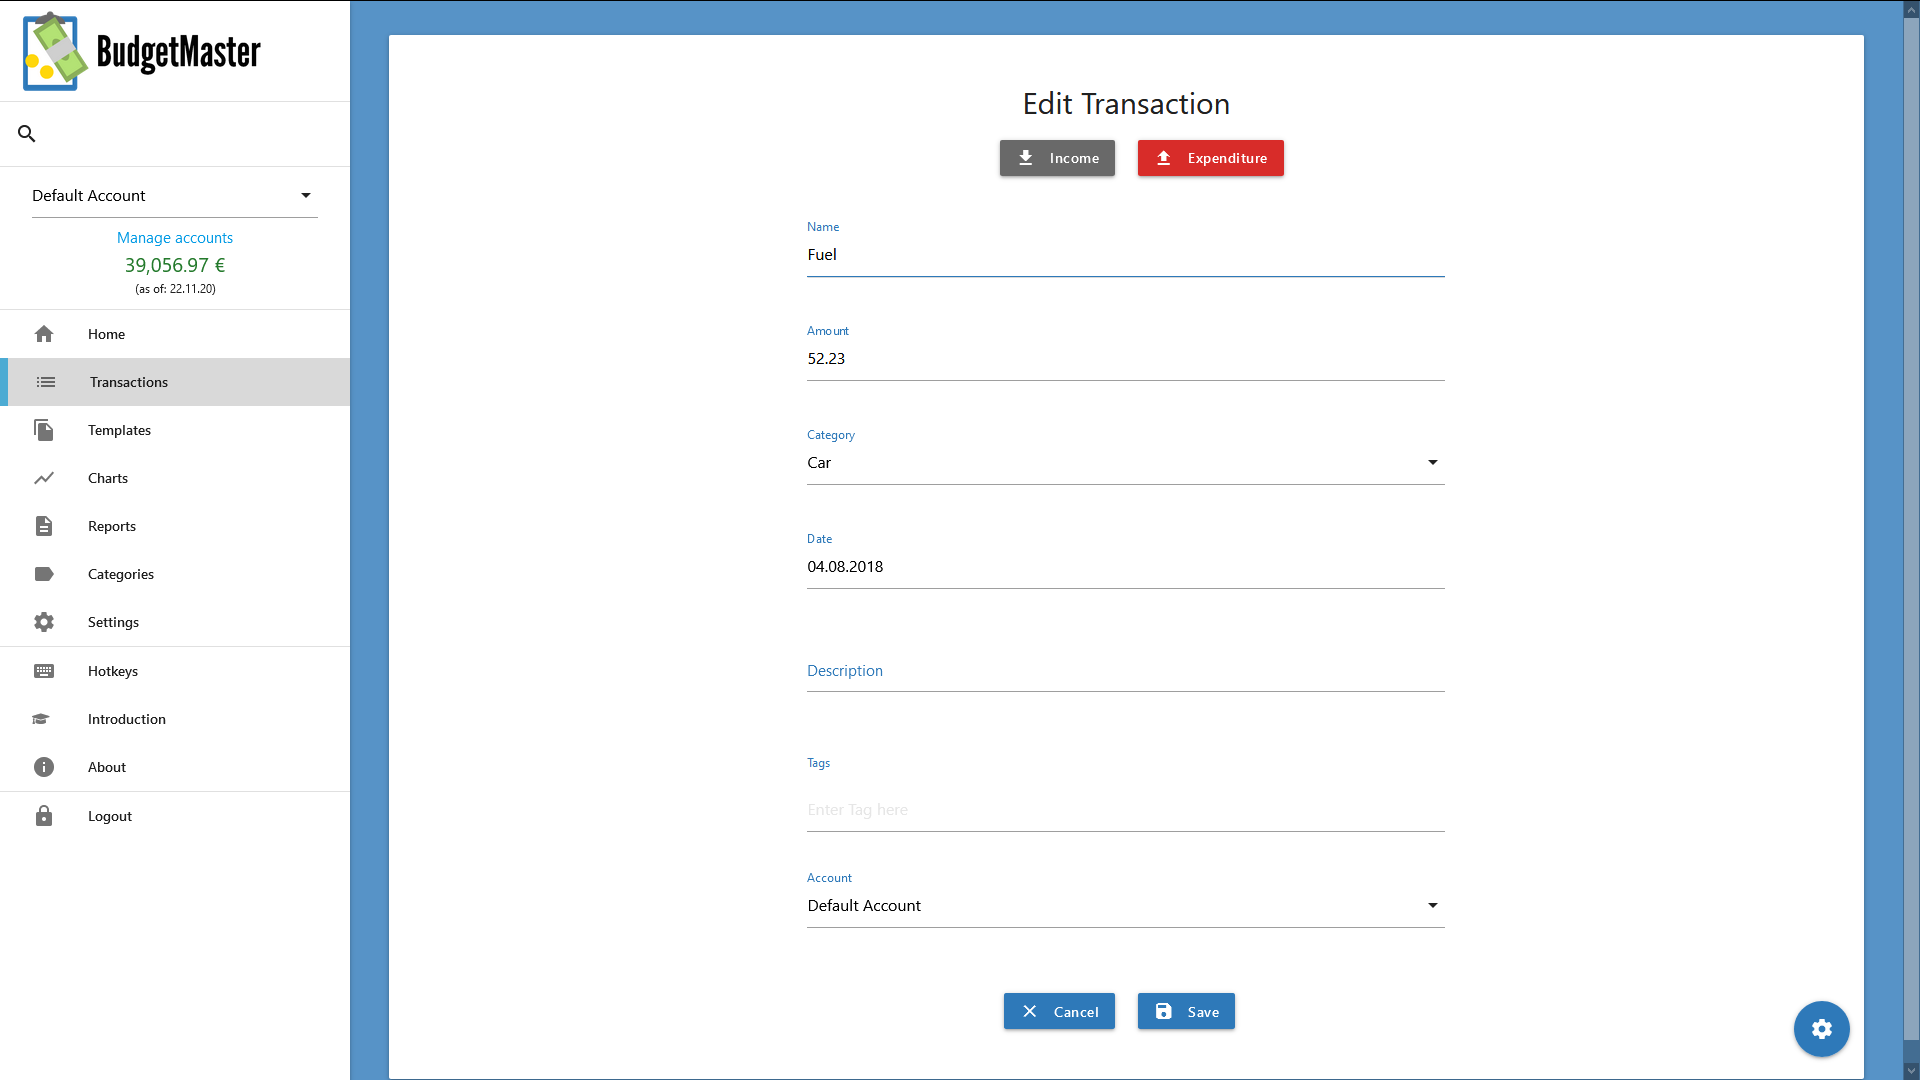 BudgetMaster
Default Account
Manage accounts
39,056.97 €
(as of: 22.11.20)
Home
Transactions
Templates
Charts
Reports
Categories
Settings
Hotkeys
Introduction
About
Logout
Edit Transaction
Income Expenditure
Name
Fuel
Amount
52.23
Category
Car
Date
04.08.2018
Description
Tags
Enter Tag here
Account
Default Account
Cancel Save